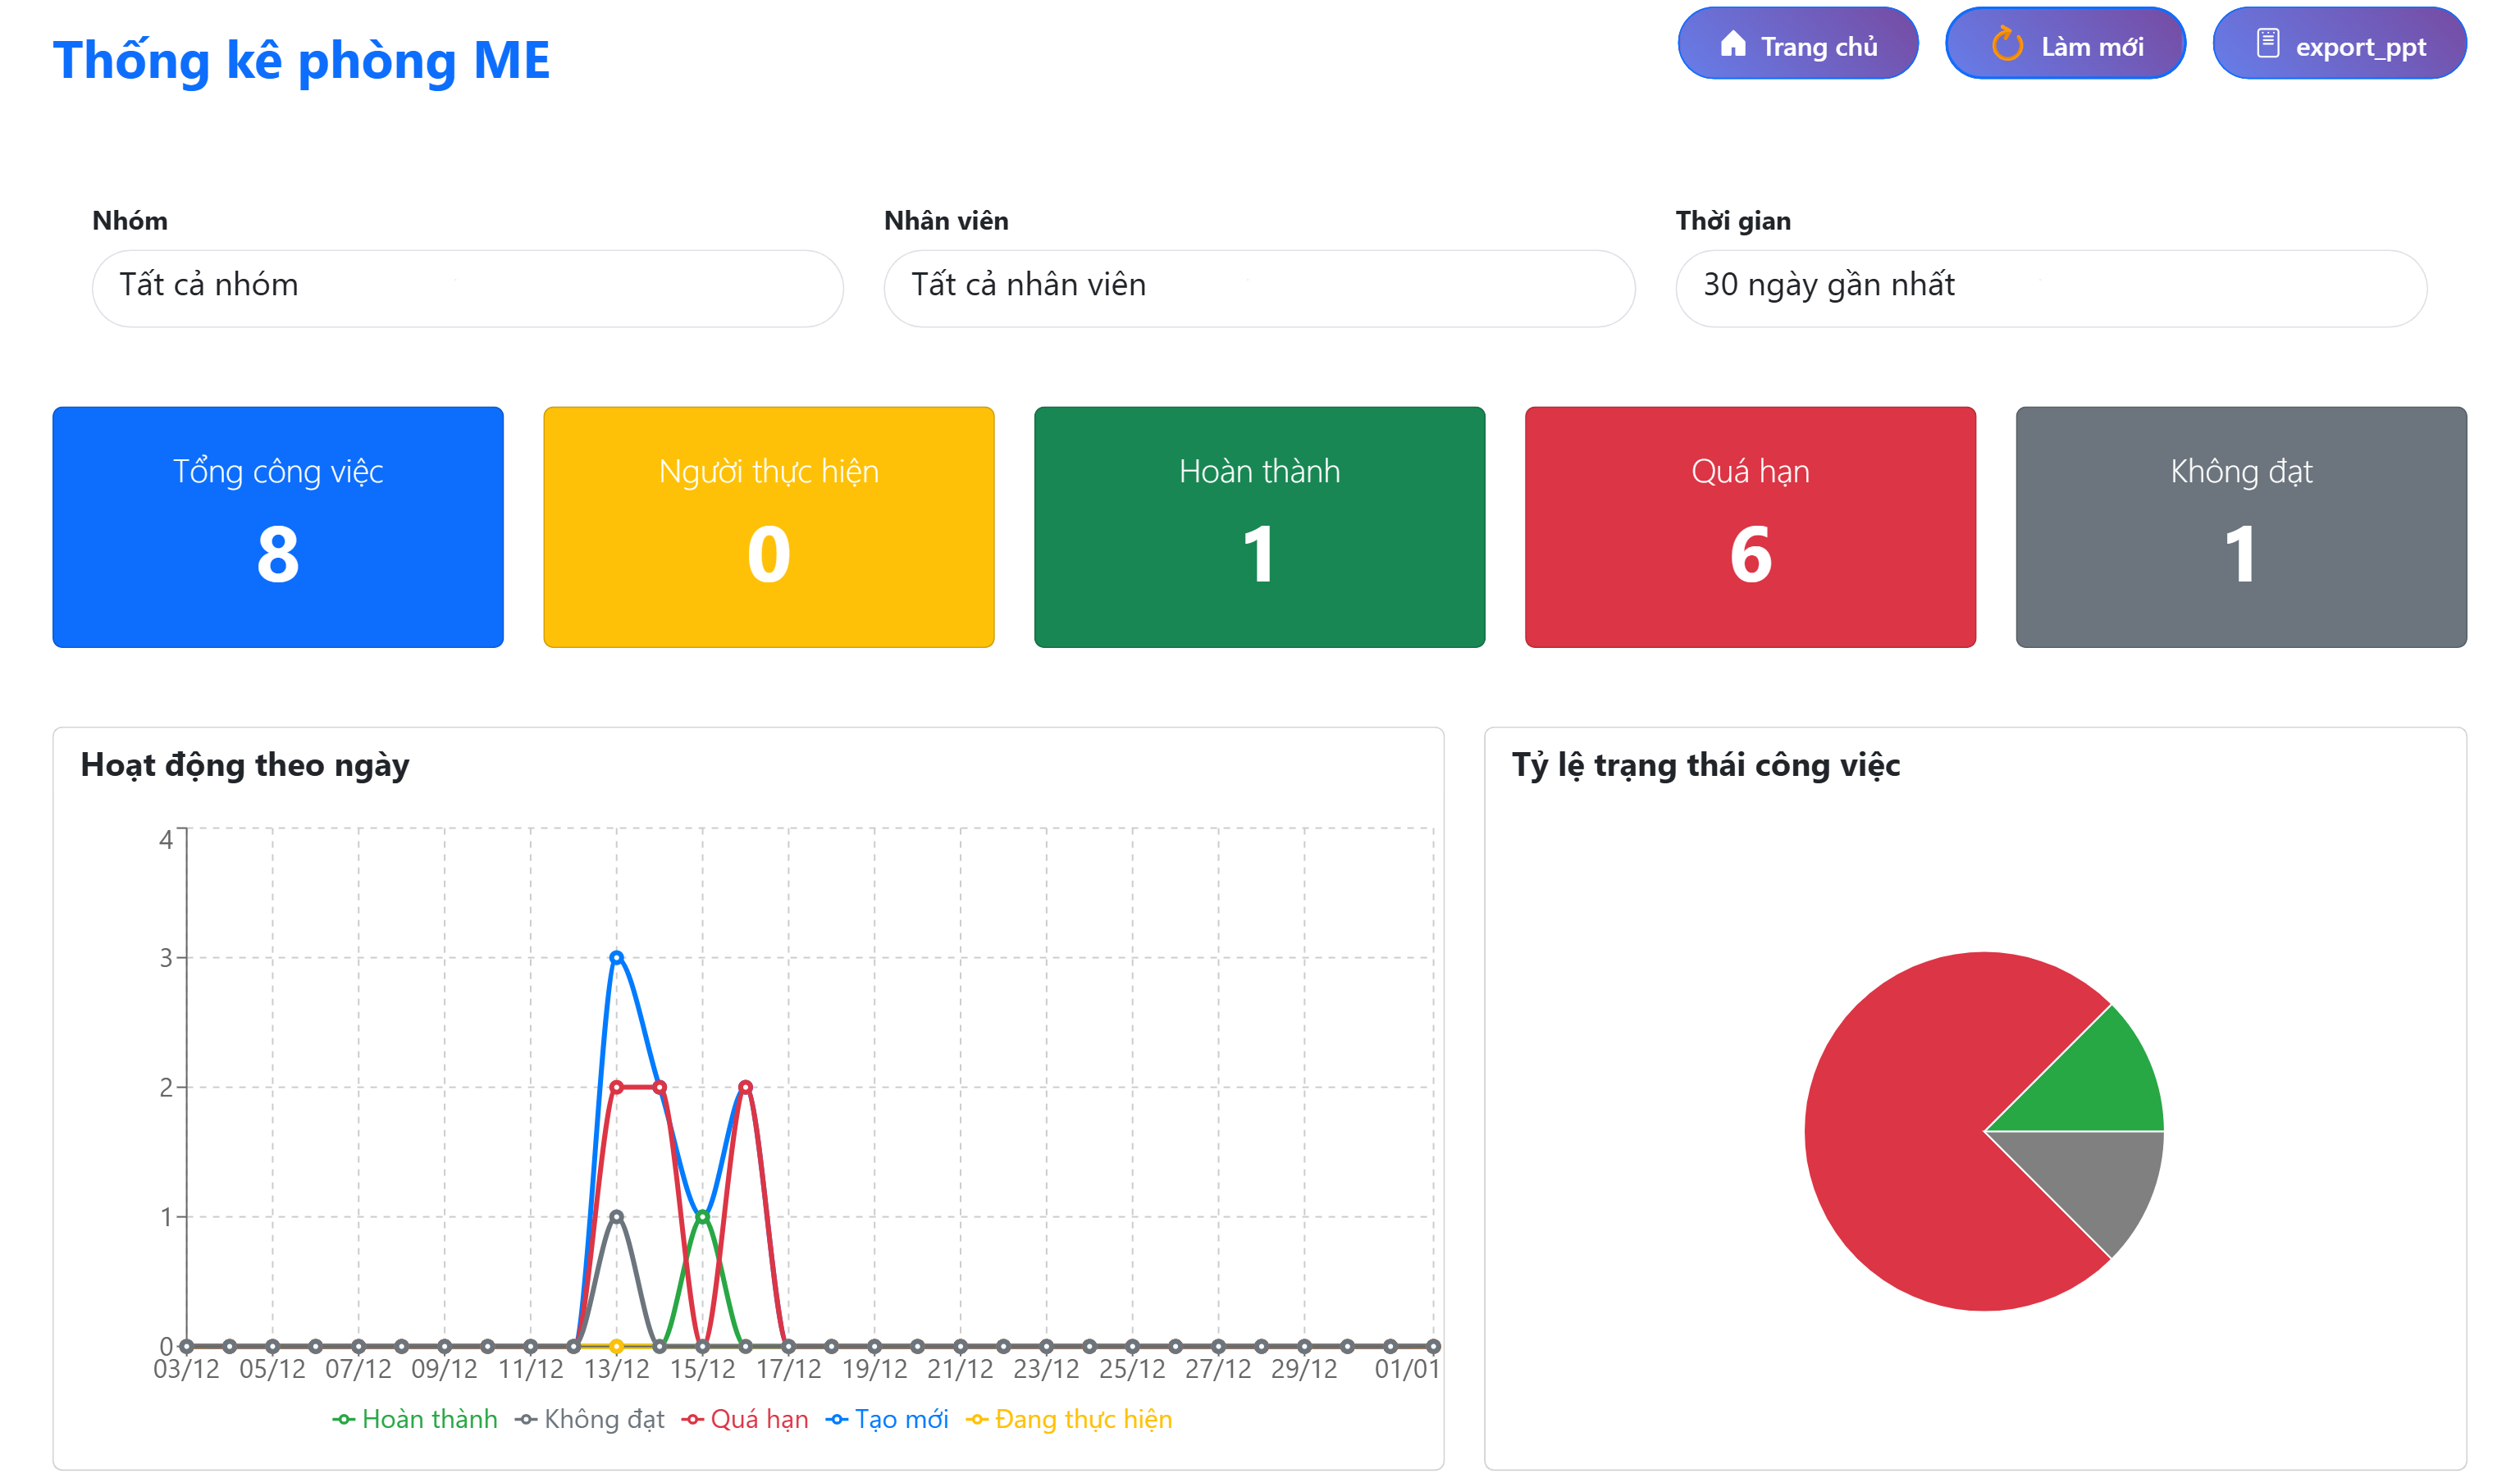 Thống kê phòng ME
Trang chủ
Làm mới
export_ppt
Nhóm
Nhân viên
Thời gian
Tất cả nhóm
Tất cả nhân viên
30 ngày gần nhất
Tổng công việc
8
Người thực hiện
0
Hoàn thành
1
Quá hạn
6
Không đạt
1
Hoạt động theo ngày
4
3
2
1
0
03/12 05/12 07/12 09/12 11/12 13/12 15/12 17/12 19/12 21/12 23/12 25/12 27/12 29/12 01/01
Hoàn thành Không đạt Quá hạn Tạo mới Đang thực hiện
Tỷ lệ trạng thái công việc